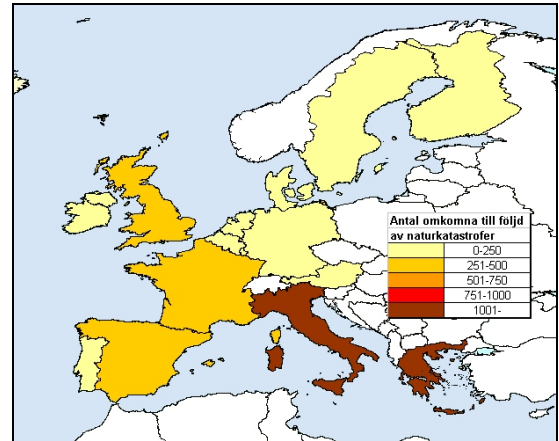 Antal omkomna till följd
av naturkatastrofer
0-250
251-500
501-750
751-1000
1001-